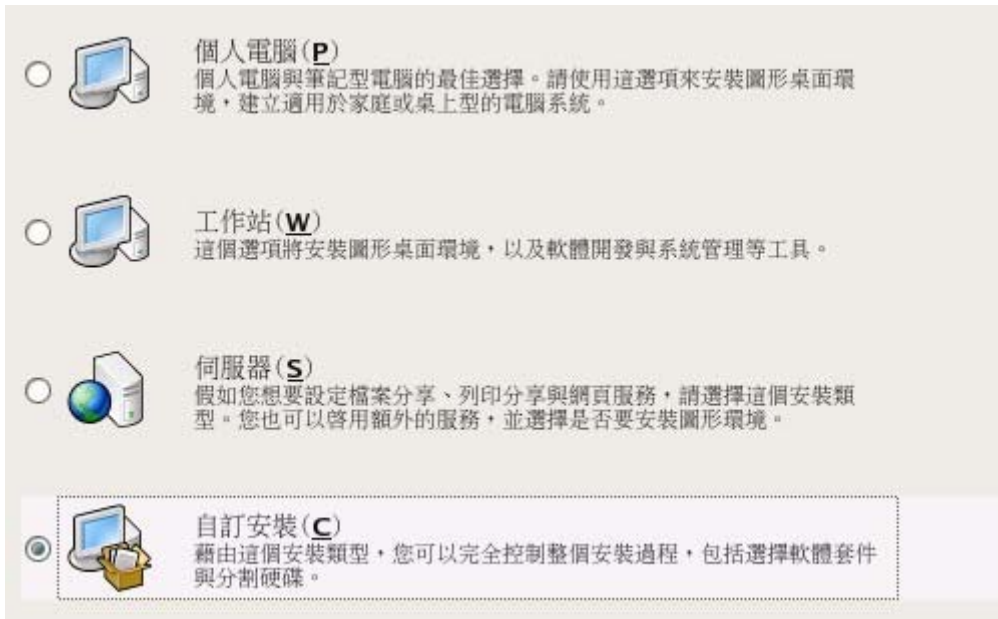 個人電腦(P)
個人電腦與筆記型電腦的最佳選擇。請使用這選項來安裝圖形桌面環
境，建立適用於家庭或桌上型的電腦系統。
工作站(W)
這個選項將安裝圖形桌面環境，以及軟體開發與系統管理等工具。
伺服器(S)
假如您想要設定檔案分享、列印分享與網頁服務，請選擇這個安裝類
型。您也可以啓用額外的服務，並選擇是否要安裝圖形環境。
自訂安裝(C)
藉由這個安裝類型，您可以完全控制整個安裝過程，包括選擇軟體套件
與分割硬碟。